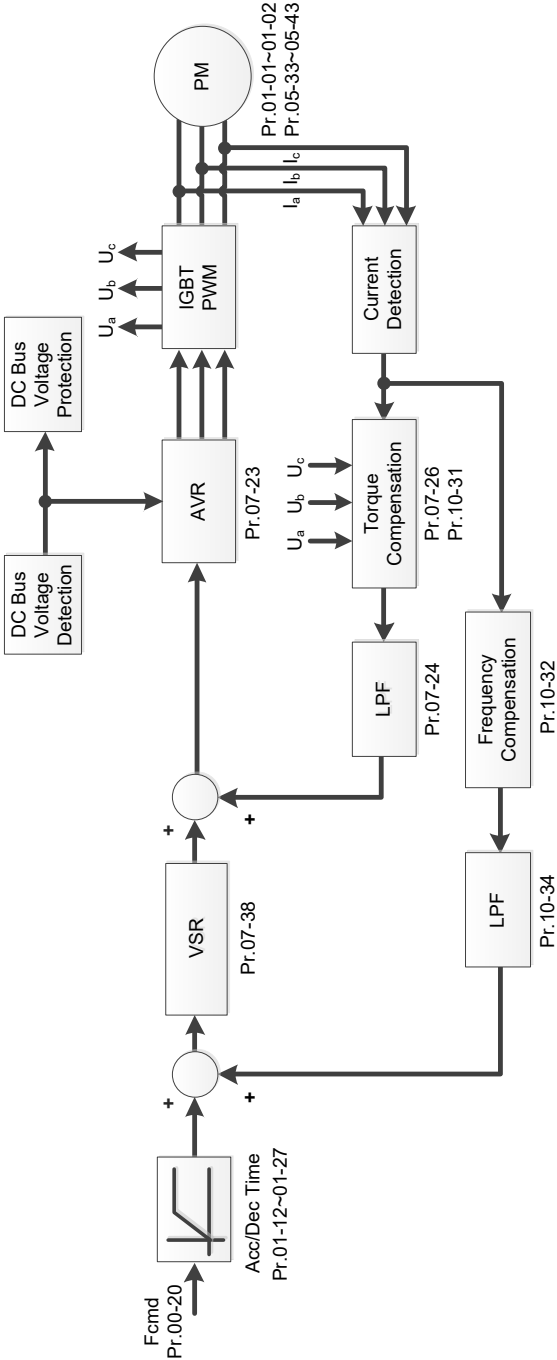 Fcmd
Pr.00-20
Acc/Dec Time
Pr.01-12~01-27
+
+
VSR
Pr.07-38
+
+
DC Bus
Voltage
Detection
DC Bus
Voltage
Protection
AVR
Pr.07-23
Ua
Ub
Uc
IGBT
PWM
PM
Pr.01-01~01-02
Pr.05-33~05-43
Ia
Ib
Ic
Current
Detection
Ua
Ub
Uc
Torque
Compensation
Pr.07-26
Pr.10-31
LPF
Pr.07-24
Frequency
Compensation
Pr.10-32
LPF
Pr.10-34